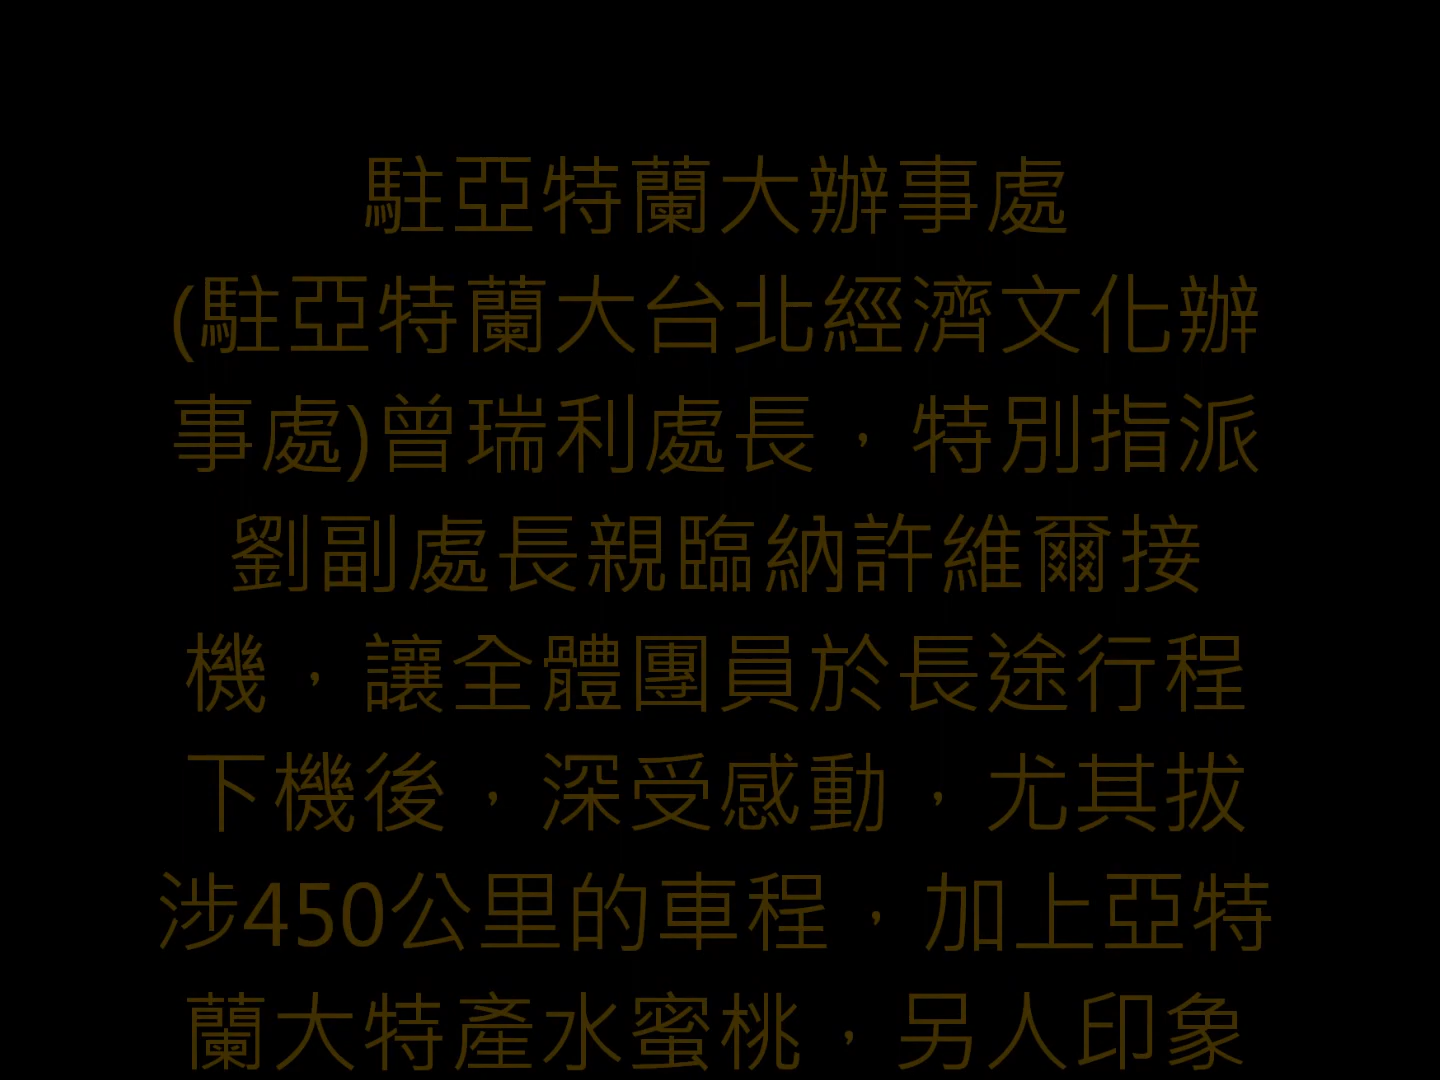 駐亞特蘭大辦事處
(駐亞特蘭大台北經濟文化辦
事處)曾瑞利處長，特別指派
劉副處長親臨納許維爾接
機，讓全體團員於長途行程
下機後，深受感動，尤其拔
涉450公里的車程，加上亞特
蘭大特產水蜜桃，另人印象